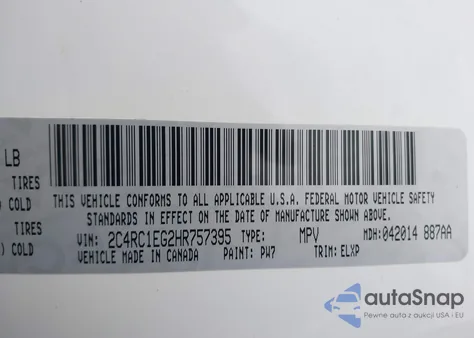 LB
TIRES
) COLD
TIRES
) COLD
THIS VEHICLE CONFORMS TO ALL APPLICABLE U.S.A. FEDERAL MOTOR VEHICLE SAFETY
STANDARDS IN EFFECT ON THE DATE OF MANUFACTURE SHOWN ABOVE.
VIN: 2C4RC1EG2HR757395 TYPE: MPV MDH:042014 887AA
VEHICLE MADE IN CANADA PAINT: PW7 TRIM: ELXP
autaSnap
Pewne auta z aukcji USA i EU